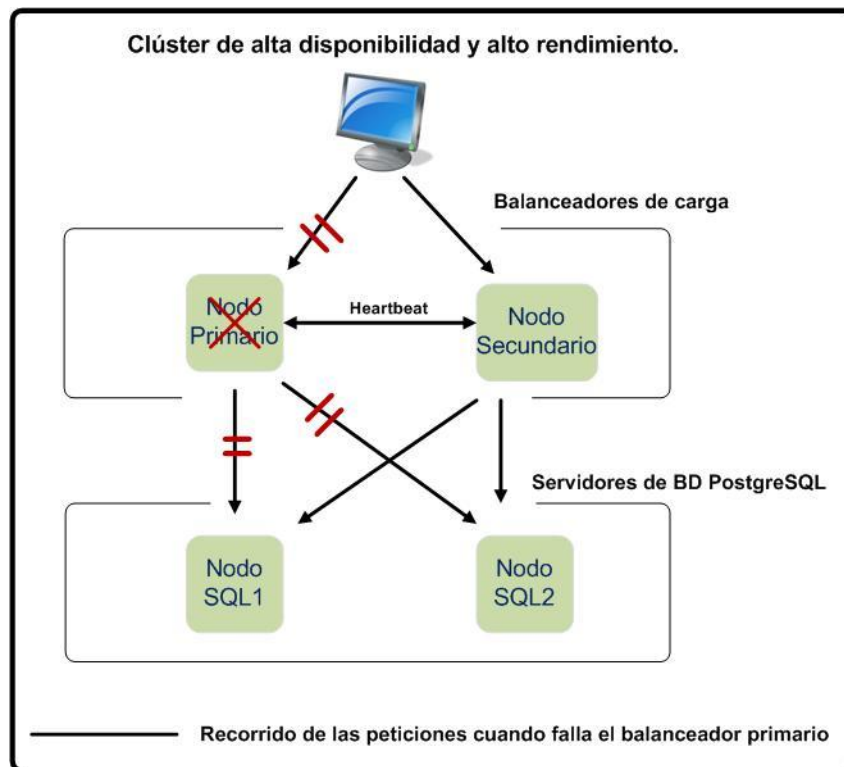 Clúster de alta disponibilidad y alto rendimiento.
Balanceadores de carga
Nodo
Primario
Heartbeat
Nodo
Secundario
Servidores de BD PostgreSQL
Nodo
SQL1
Nodo
SQL2
Recorrido de las peticiones cuando falla el balanceador primario